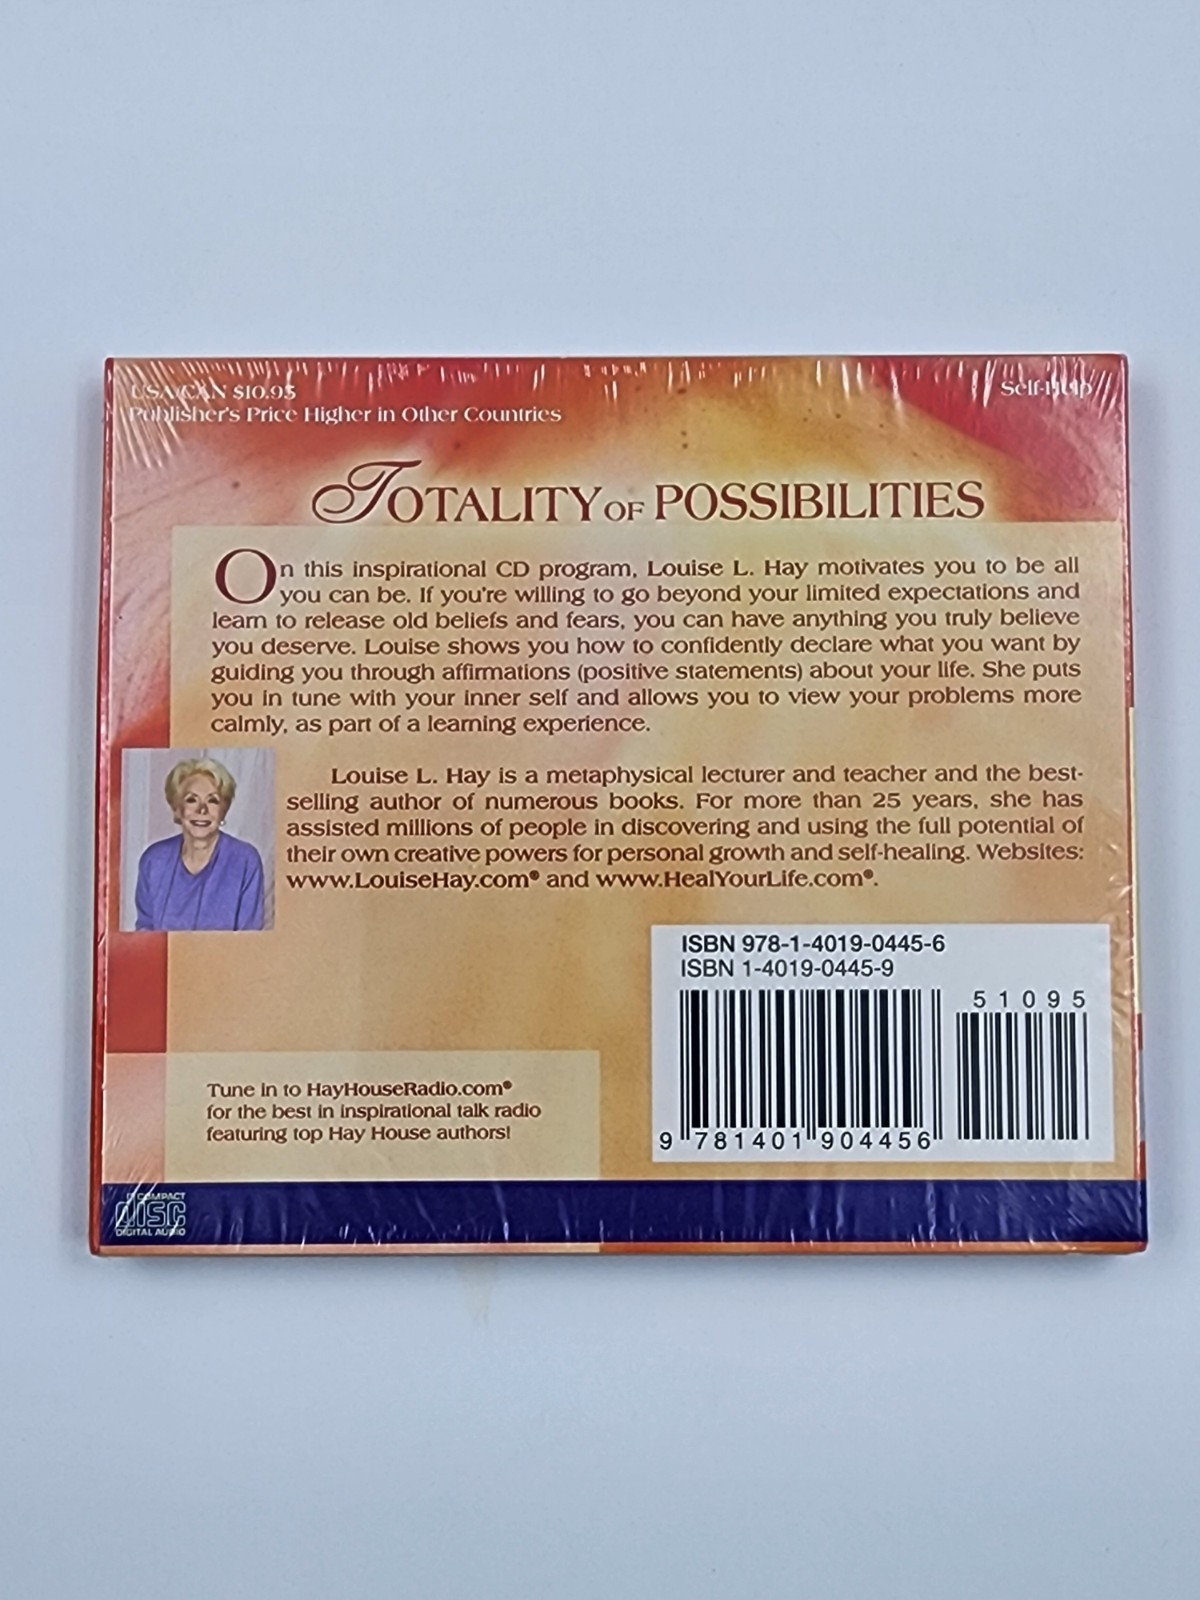 USA/CAN $10.95
Publisher's Price Higher in Other Countries
Self-Help
TOTALITY OF POSSIBILITIES
On this inspirational CD program, Louise L. Hay motivates you to be all
you can be. If you're willing to go beyond your limited expectations and
learn to release old beliefs and fears, you can have anything you truly believe
you deserve. Louise shows you how to confidently declare what you want by
guiding you through affirmations (positive statements) about your life. She puts
you in tune with your inner self and allows you to view your problems more
calmly, as part of a learning experience.
Louise L. Hay is a metaphysical lecturer and teacher and the best-
selling author of numerous books. For more than 25 years, she has
assisted millions of people in discovering and using the full potential of
their own creative powers for personal growth and self-healing. Websites:
www.LouiseHay.com® and www.HealYourLife.com®.
ISBN 978-1-4019-0445-6
ISBN 1-4019-0445-9
51095
9 781401 904456
Tune in to HayHouseRadio.com®
for the best in inspirational talk radio
featuring top Hay House authors!
COMPACT
disc
DIGITAL AUDIO